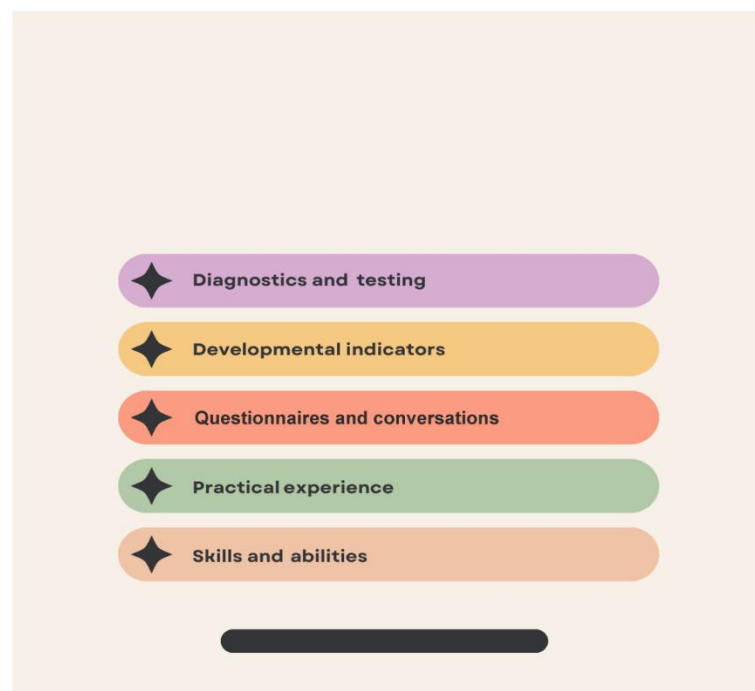 Diagnostics and testing
Developmental indicators
Questionnaires and conversations
Practical experience
Skills and abilities